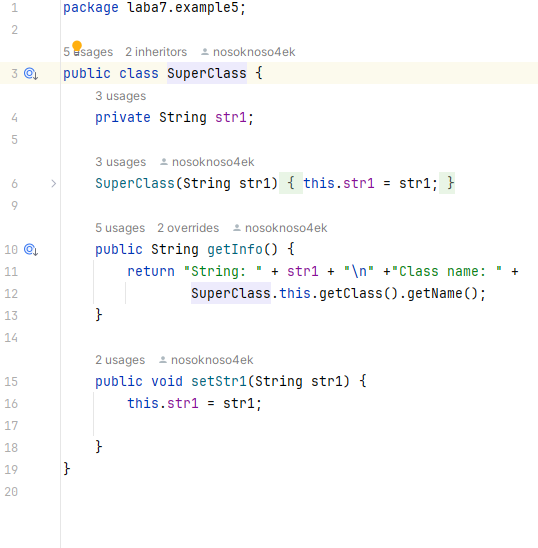 1 package laba7.example5;
2
5 usages 2 inheritors nosoknoso4ek
3 public class SuperClass {
3 usages
4 private String str1;
5
3 usages nosoknoso4ek
6 SuperClass(String str1) { this.str1 = str1; }
9
5 usages 2 overrides nosoknoso4ek
10 public String getInfo() {
11 return "String: " + str1 + "\n" +"Class name: " +
12 SuperClass.this.getClass().getName();
13 }
14
2 usages nosoknoso4ek
15 public void setStr1(String str1) {
16 this.str1 = str1;
17
18 }
19 }
20